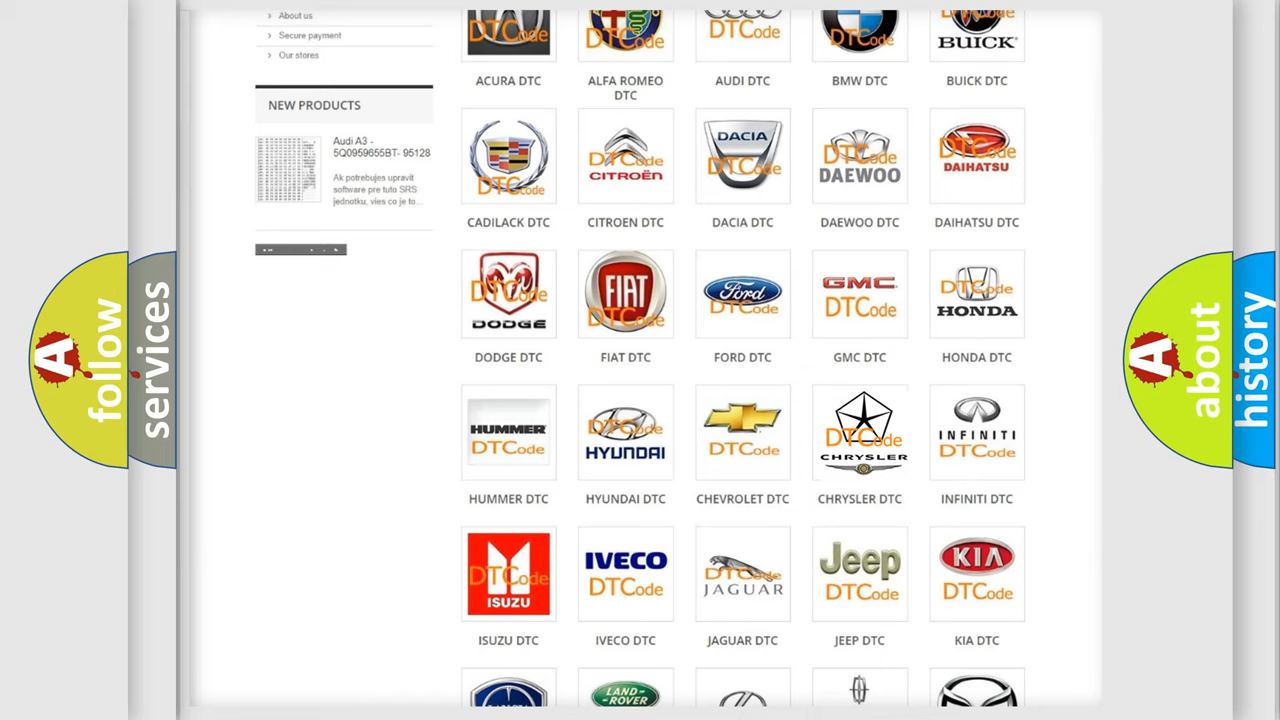 About us
Secure payment
Our stores
NEW PRODUCTS
Audi A3 -
5Q0959655BT- 95128
Ak potrebujes upravit
software pre tuto SRS
jednotku, vies co je to...
DTCode DTCode DTCode DTCode BUICK
ACURA DTC
ALFA ROMEO
DTC
AUDI DTC
BMW DTC
BUICK DTC
DTCode
DTCode
CITROËN
DACIA
DTCode
DTCode
DAEWOO
DTCode
DAIHATSU
CADILACK DTC
CITROEN DTC
DACIA DTC
DAEWOO DTC
DAIHATSU DTC
DTCode
DODGE
FIAT
DTCode
Ford
DTCode
GMC
DTCode
DTCode
HONDA
DODGE DTC
FIAT DTC
FORD DTC
GMC DTC
HONDA DTC
HUMMER
DTCode
DTCode
HYUNDAI
DTCode
DTCode
CHRYSLER
INFINITI
DTCode
HUMMER DTC
HYUNDAI DTC
CHEVROLET DTC
CHRYSLER DTC
INFINITI DTC
DTCode
ISUZU
IVECO
DTCode
DTCode
JAGUAR
Jeep
DTCode
KIA
DTCode
ISUZU DTC
IVECO DTC
JAGUAR DTC
JEEP DTC
KIA DTC
LAND-
ROVER
A follow
services
A about
history